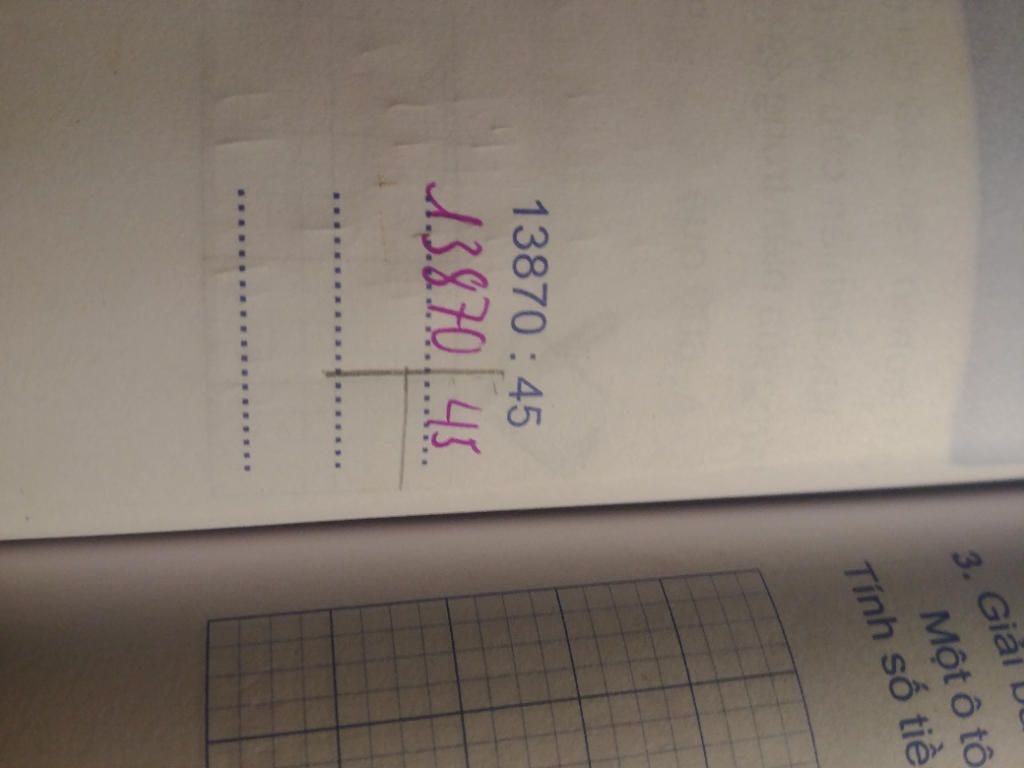 13870 : 45
13870 45
3. Giải
Một ô tô
Tính số tiề